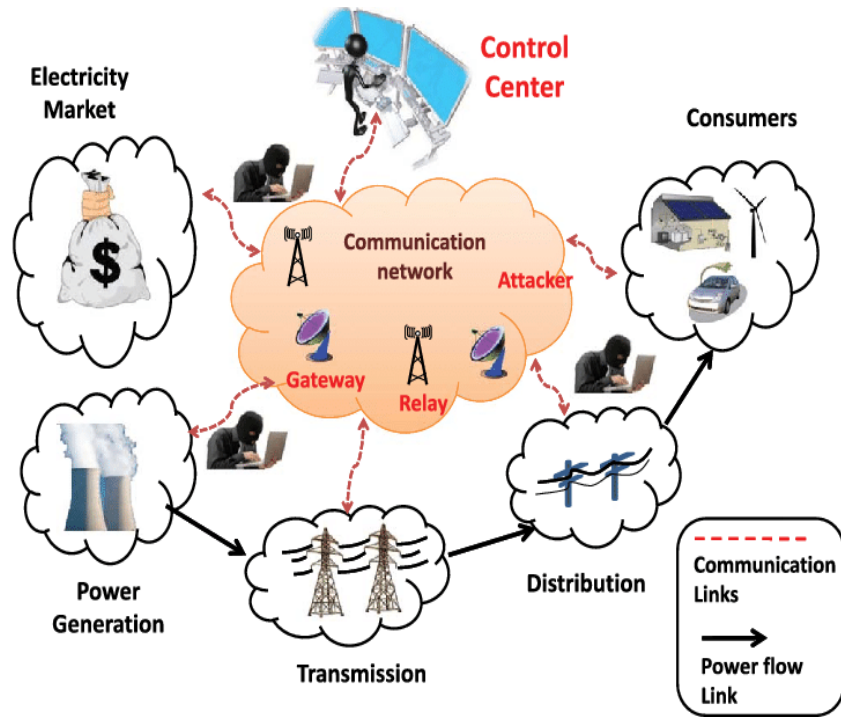 Control
Center
Electricity
Market
Consumers
$
Communication
network
Attacker
Gateway
Relay
Power
Generation
Transmission
Distribution
Communication
Links
Power flow
Link